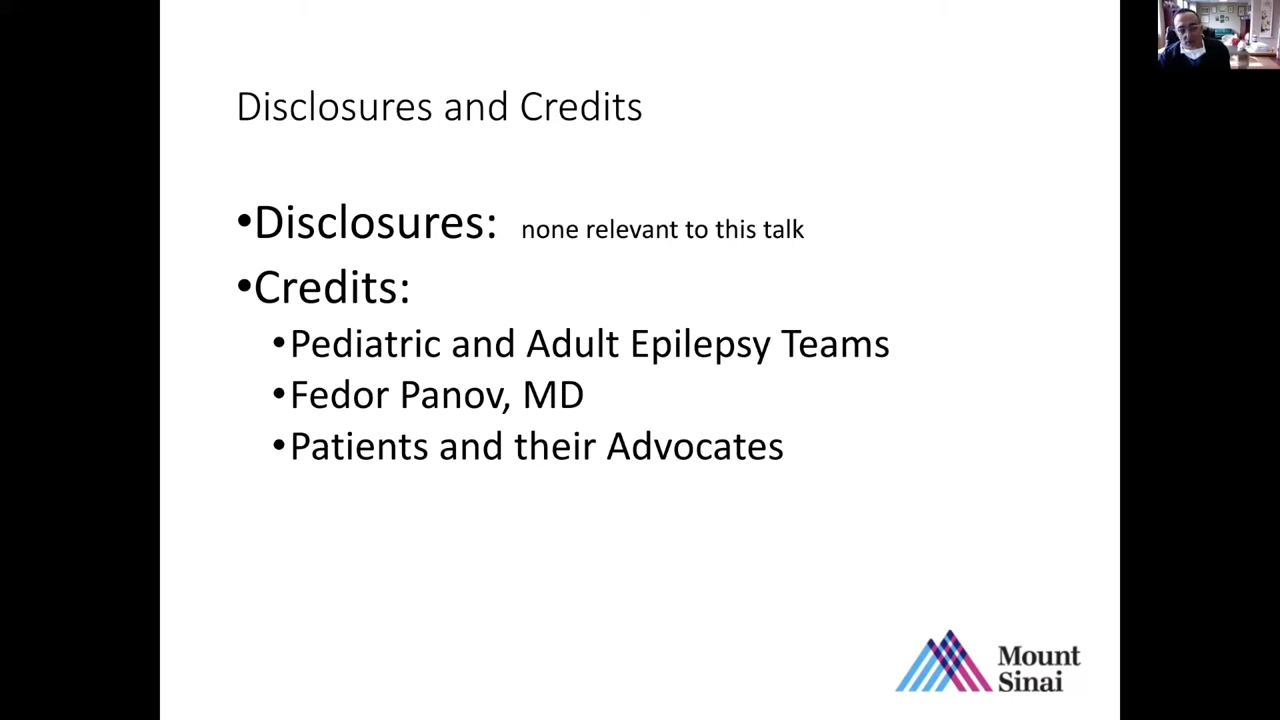 Disclosures and Credits
•Disclosures: none relevant to this talk
•Credits:
•Pediatric and Adult Epilepsy Teams
•Fedor Panov, MD
•Patients and their Advocates
Mount
Sinai